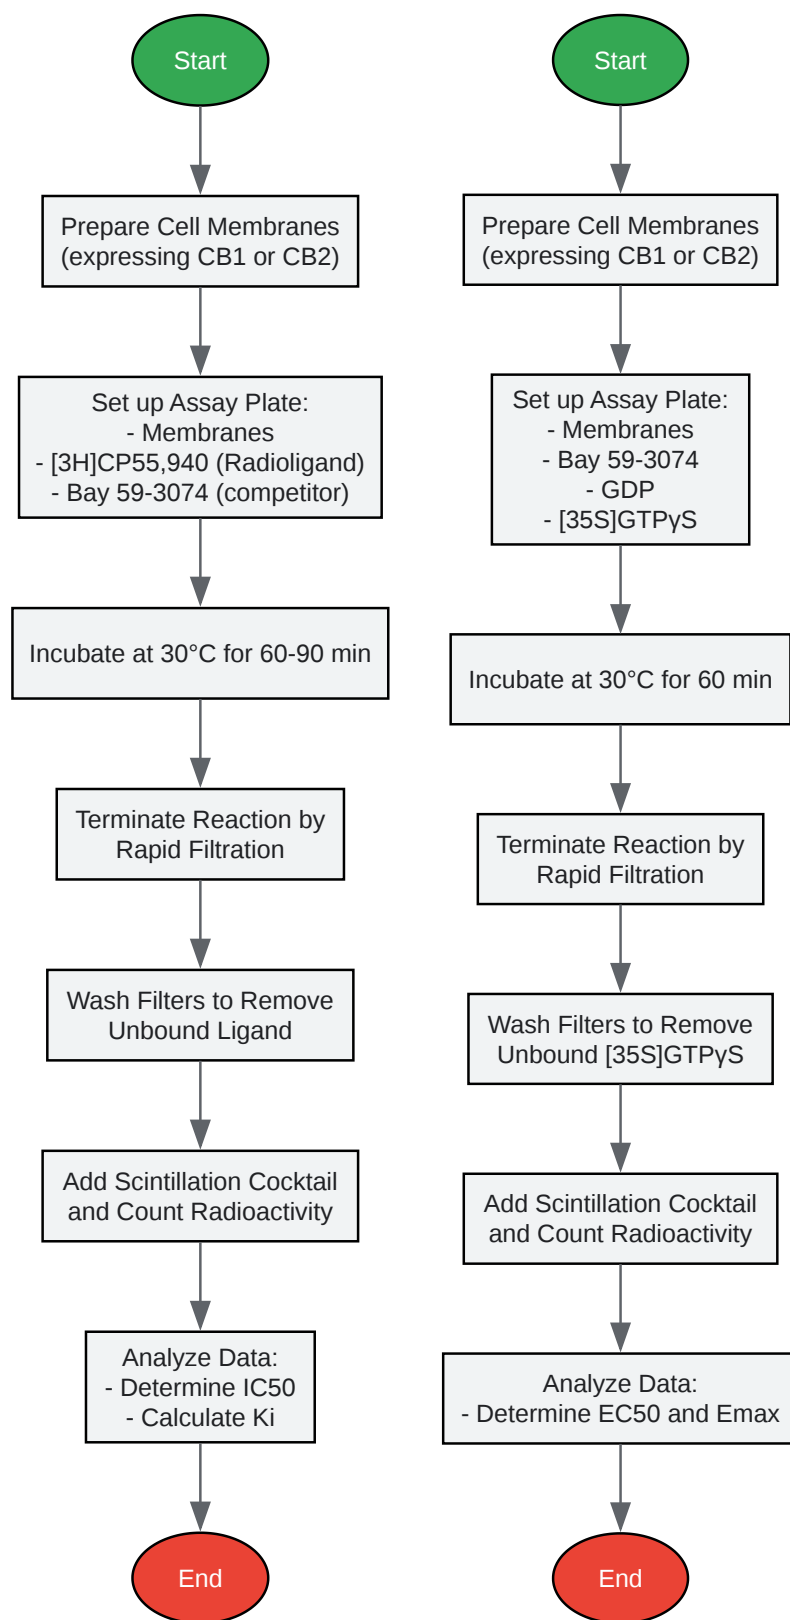 Start
Prepare Cell Membranes
(expressing CB1 or CB2)
Set up Assay Plate:
- Membranes
- [3H]CP55,940 (Radioligand)
- Bay 59-3074 (competitor)
Incubate at 30°C for 60-90 min
Terminate Reaction by
Rapid Filtration
Wash Filters to Remove
Unbound Ligand
Add Scintillation Cocktail
and Count Radioactivity
Analyze Data:
- Determine IC50
- Calculate Ki
End
Start
Prepare Cell Membranes
(expressing CB1 or CB2)
Set up Assay Plate:
- Membranes
- Bay 59-3074
- GDP
- [35S]GTPγS
Incubate at 30°C for 60 min
Terminate Reaction by
Rapid Filtration
Wash Filters to Remove
Unbound [35S]GTPγS
Add Scintillation Cocktail
and Count Radioactivity
Analyze Data:
- Determine EC50 and Emax
End